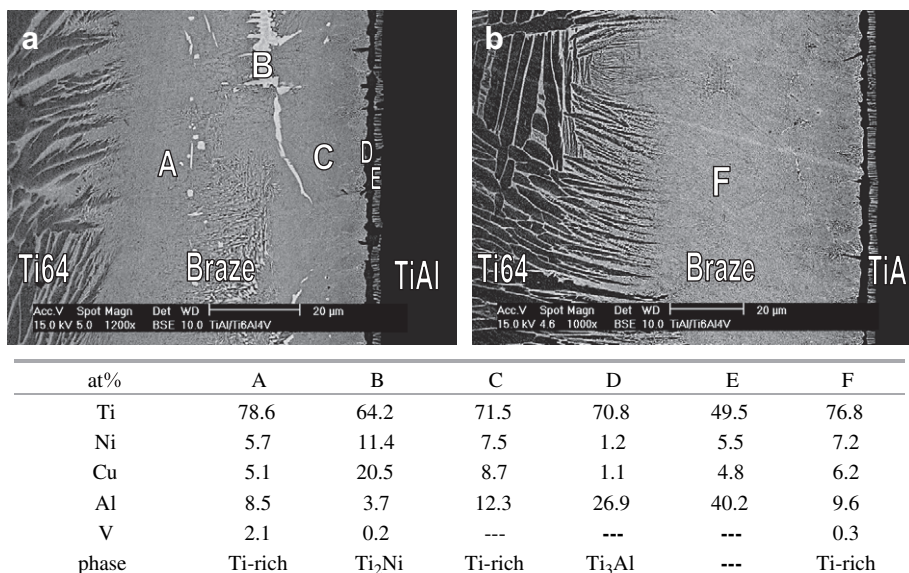 a
A
B
C
D
E
Ti64
Braze
TiAl
Acc.V Spot Magn Det WD 20 µm
15.0 kV 5.0 1200x BSE 10.0 TiAl/Ti6Al4V
b
F
Ti64
Braze
TiA
Acc.V Spot Magn Det WD 20 µm
15.0 kV 4.6 1000x BSE 10.0 TiAl/Ti6Al4V
at% A B C D E F
Ti 78.6 64.2 71.5 70.8 49.5 76.8
Ni 5.7 11.4 7.5 1.2 5.5 7.2
Cu 5.1 20.5 8.7 1.1 4.8 6.2
Al 8.5 3.7 12.3 26.9 40.2 9.6
V 2.1 0.2 --- --- --- 0.3
phase Ti-rich Ti₂Ni Ti-rich Ti₃Al --- Ti-rich